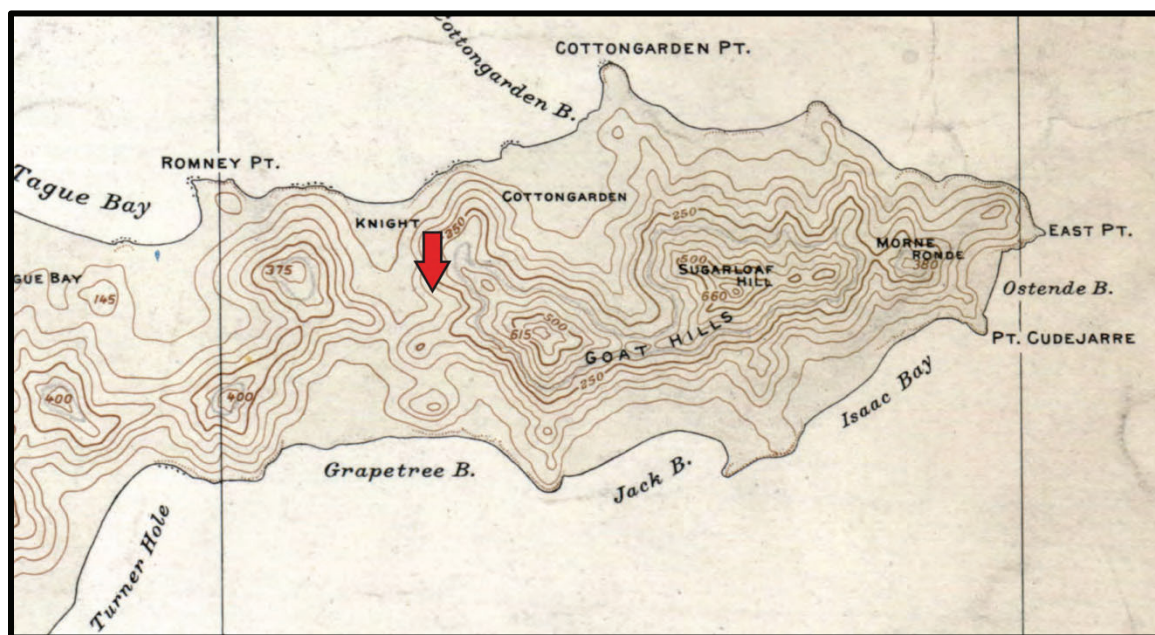 Cottongarden B.
COTTONGARDEN PT.
ROMNEY PT.
Tague Bay
KNIGHT
COTTONGARDEN
350
250
MORNE
RONDE
380
EAST PT.
GUE BAY
145
375
500
SUGARLOAF
HILL
660
Ostende B.
500
615
GOAT HILLS
PT. CUDEJARRE
250
400
400
Isaac Bay
Grapetree B.
Jack B.
Turner Hole